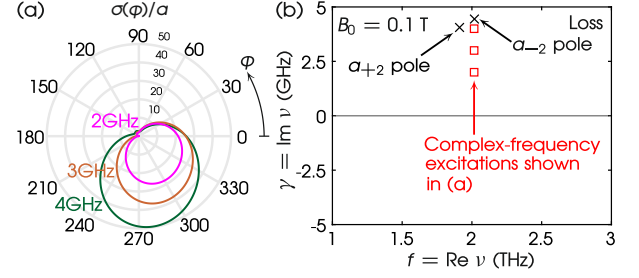 (a)
σ(φ)/a
90
120
60
150
30
180
0
210
330
240
300
270
50
40
30
20
10
φ
2GHz
3GHz
4GHz
(b)
B₀ = 0.1 T
Loss
a₊₂ pole
a₋₂ pole
Complex-frequency
excitations shown
in (a)
γ = Im ν (GHz)
5
2.5
0
-2.5
-5
1
1.5
2
2.5
3
f = Re ν (THz)